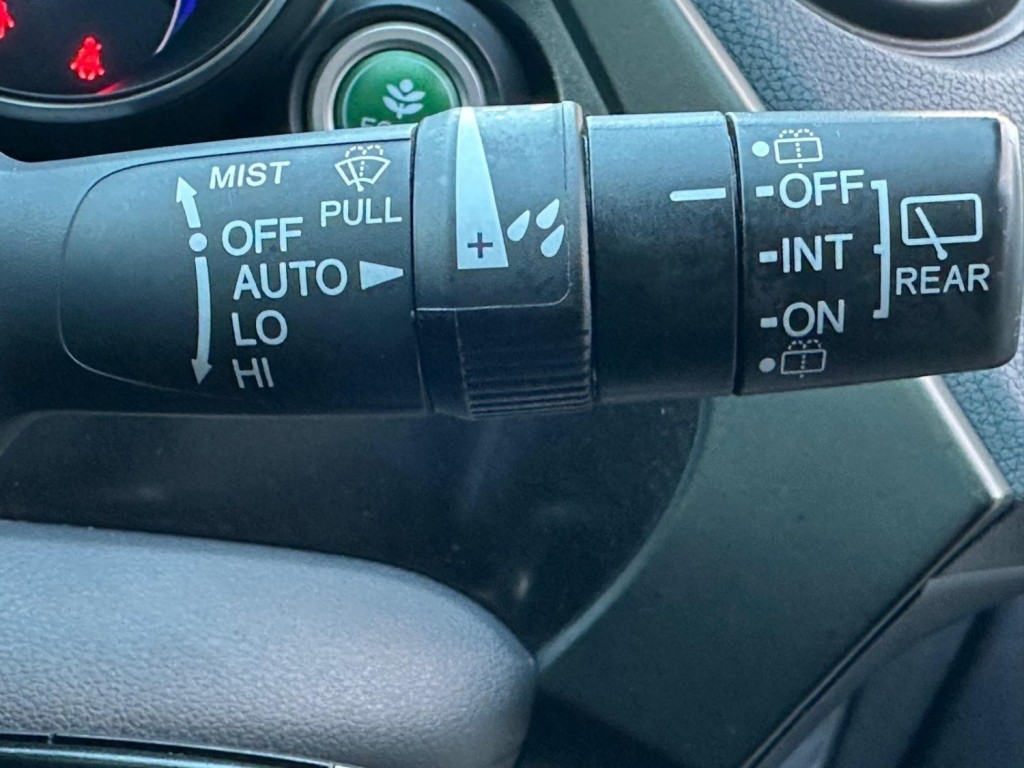 MIST
PULL
OFF
AUTO
LO
HI
+
OFF
INT
ON
REAR